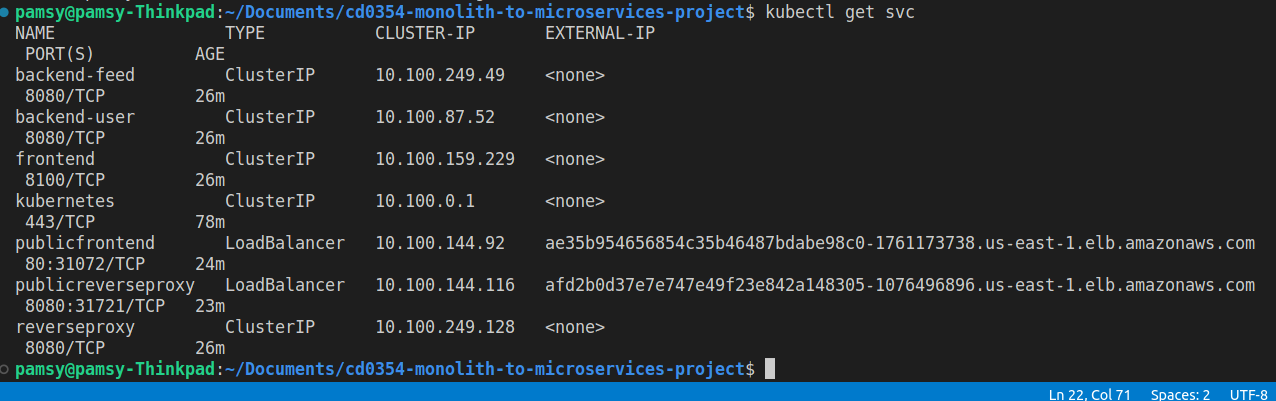 pamsy@pamsy-Thinkpad:~/Documents/cd0354-monolith-to-microservices-project$ kubectl get svc
NAME TYPE CLUSTER-IP EXTERNAL-IP
PORT(S) AGE
backend-feed ClusterIP 10.100.249.49 <none>
8080/TCP 26m
backend-user ClusterIP 10.100.87.52 <none>
8080/TCP 26m
frontend ClusterIP 10.100.159.229 <none>
8100/TCP 26m
kubernetes ClusterIP 10.100.0.1 <none>
443/TCP 78m
publicfrontend LoadBalancer 10.100.144.92 ae35b954656854c35b46487bdabe98c0-1761173738.us-east-1.elb.amazonaws.com
80:31072/TCP 24m
publicreverseproxy LoadBalancer 10.100.144.116 afd2b0d37e7e747e49f23e842a148305-1076496896.us-east-1.elb.amazonaws.com
8080:31721/TCP 23m
reverseproxy ClusterIP 10.100.249.128 <none>
8080/TCP 26m
pamsy@pamsy-Thinkpad:~/Documents/cd0354-monolith-to-microservices-project$
Ln 22, Col 71 Spaces: 2 UTF-8